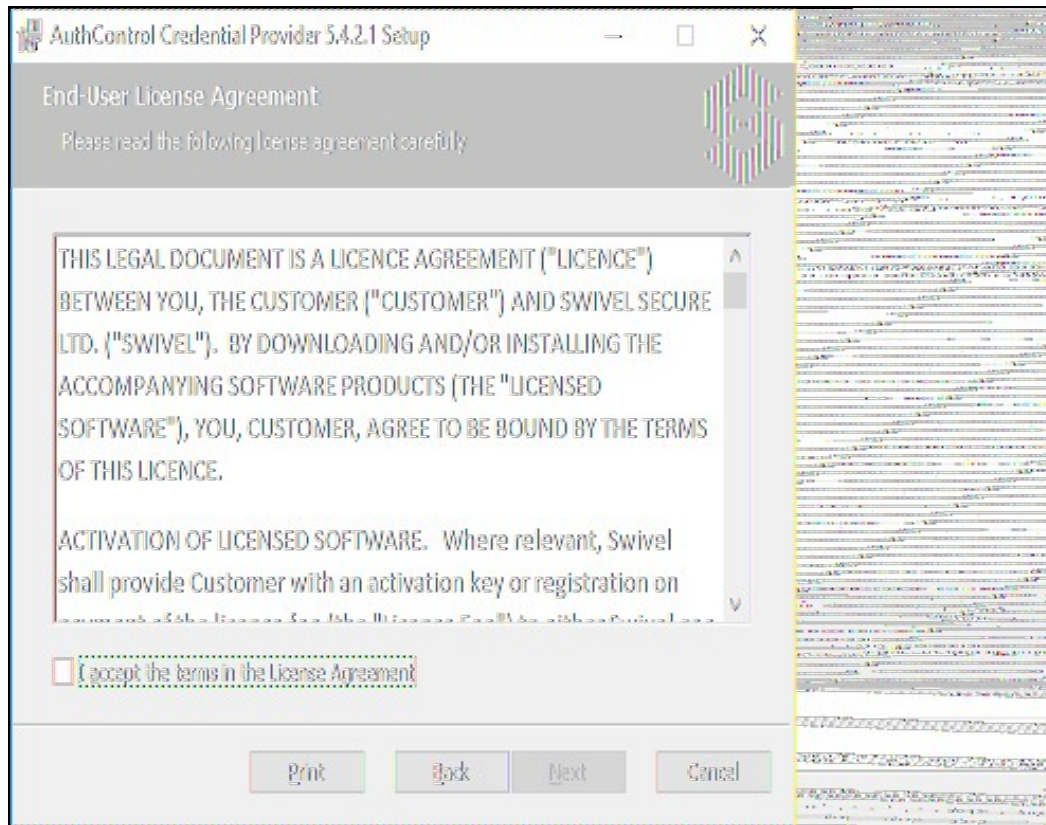 AuthControl Credential Provider 5.4.2.1 Setup
End-User License Agreement
Please read the following license agreement carefully
THIS LEGAL DOCUMENT IS A LICENCE AGREEMENT ("LICENCE")
BETWEEN YOU, THE CUSTOMER ("CUSTOMER") AND SWIVEL SECURE
LTD. ("SWIVEL").  BY DOWNLOADING AND/OR INSTALLING THE
ACCOMPANYING SOFTWARE PRODUCTS (THE "LICENSED
SOFTWARE"), YOU, CUSTOMER, AGREE TO BE BOUND BY THE TERMS
OF THIS LICENCE.
ACTIVATION OF LICENSED SOFTWARE.   Where relevant, Swivel
shall provide Customer with an activation key or registration on
I accept the terms in the License Agreement
Print
Back
Next
Cancel